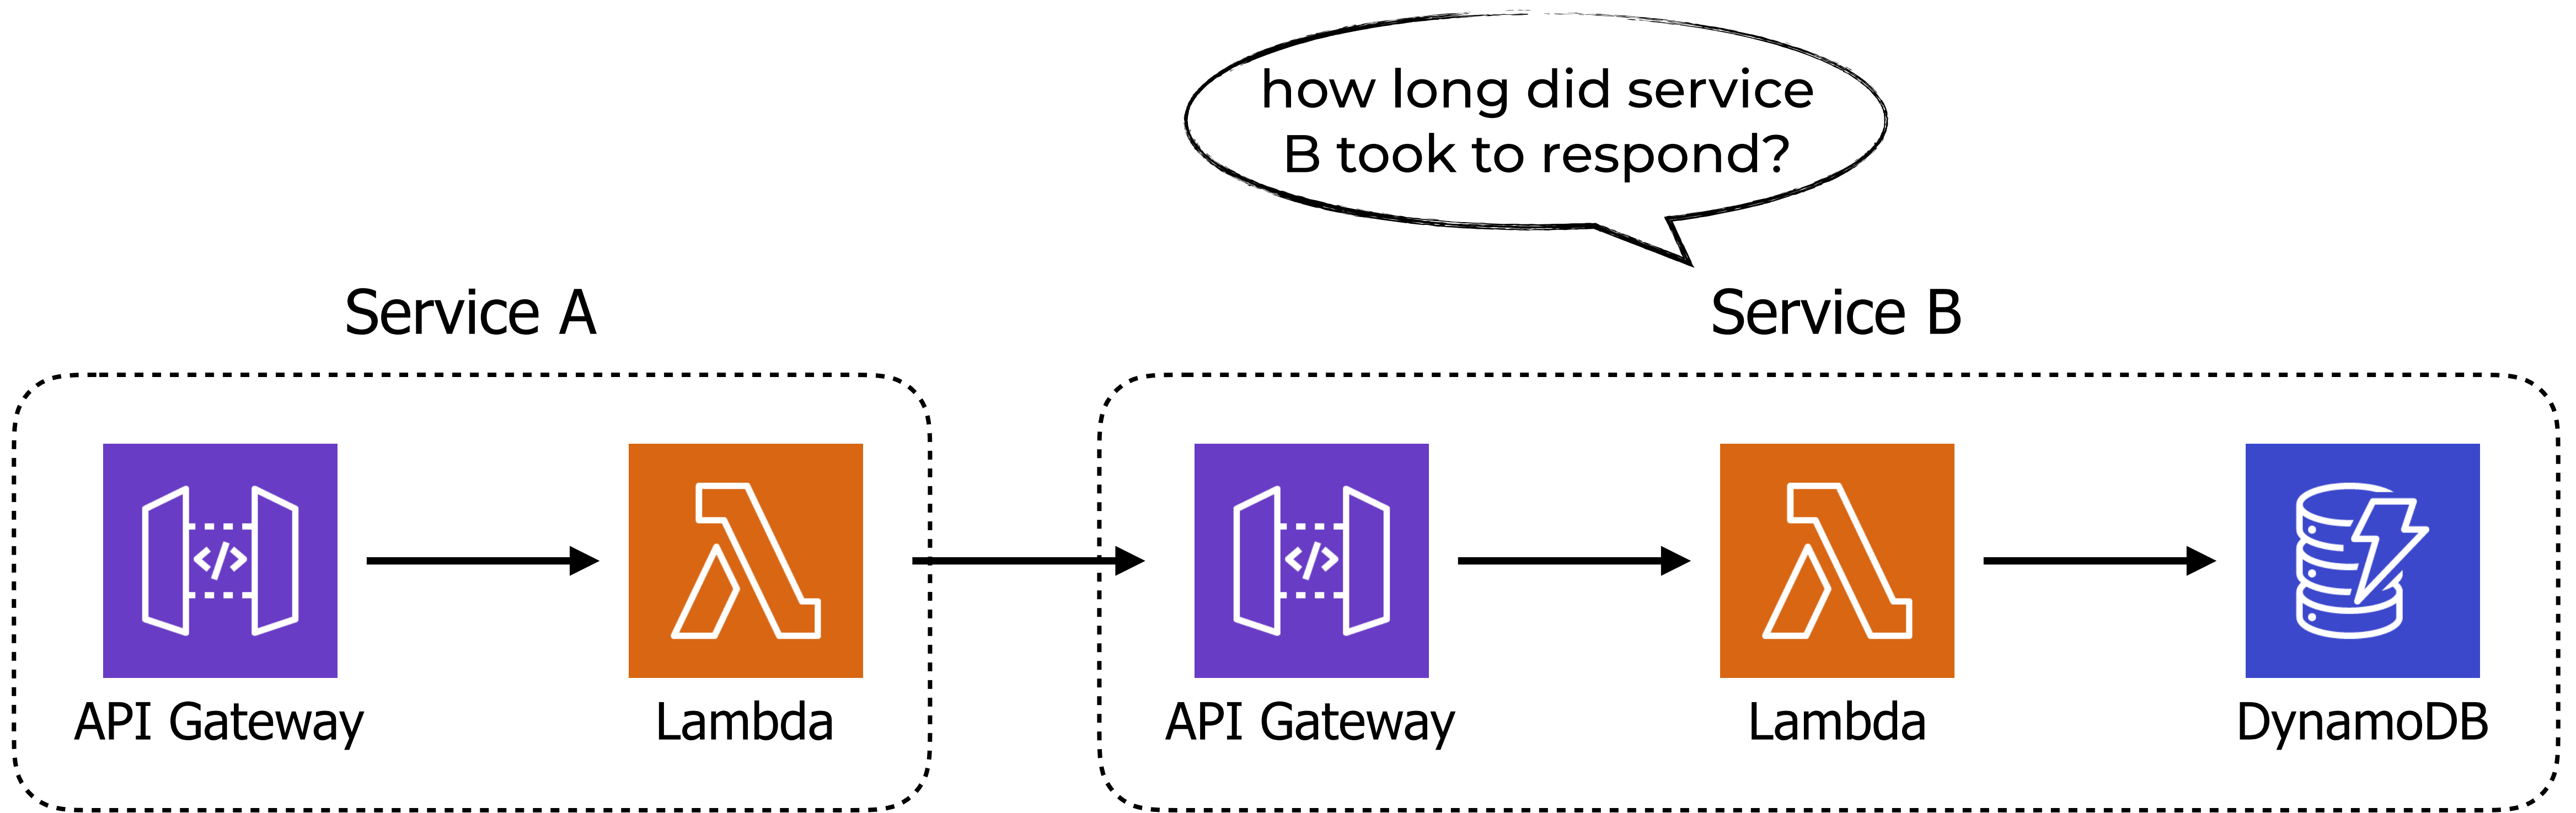 how long did service
B took to respond?
Service A
Service B
</>
</>
API Gateway
Lambda
API Gateway
Lambda
DynamoDB